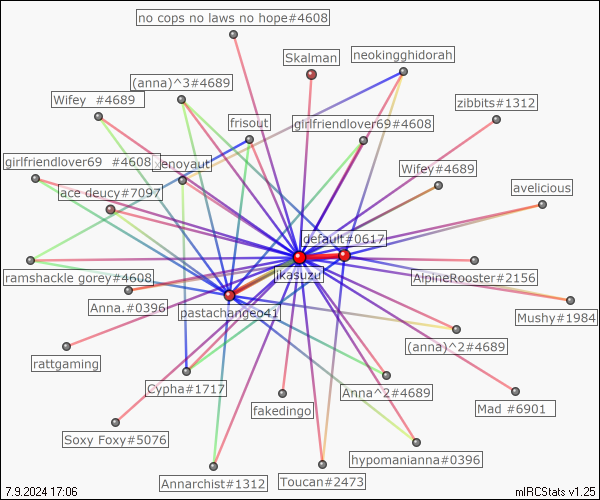 no cops no laws no hope#4608
Skalman
neokingghidorah
(anna)^3#4689
Wifey  #4689
zibbits#1312
frisout
girlfriendlover69#4608
girlfriendlover69  #4608
xenoyaut
Wifey#4689
ace deucy#7097
avelicious
default#0617
ikasuzu
ramshackle gorey#4608
AlpineRooster#2156
Anna.#0396
pastachangeo41
Mushy#1984
(anna)^2#4689
rattgaming
Cypha#1717
Anna^2#4689
fakedingo
Mad #6901
Soxy Foxy#5076
hypomanianna#0396
Annarchist#1312
Toucan#2473
7.9.2024 17:06
mIRCStats v1.25